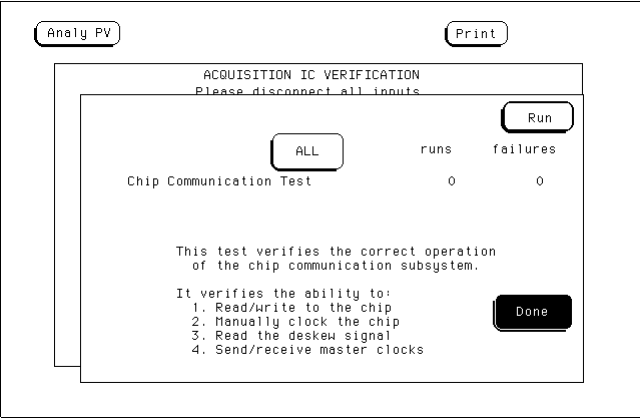 Analy PV
Print
ACQUISITION IC VERIFICATION
Please disconnect all inputs
Run
ALL
runs failures
Chip Communication Test 0 0
This test verifies the correct operation
of the chip communication subsystem.
It verifies the ability to:
1. Read/write to the chip
2. Manually clock the chip
3. Read the deskew signal
4. Send/receive master clocks
Done